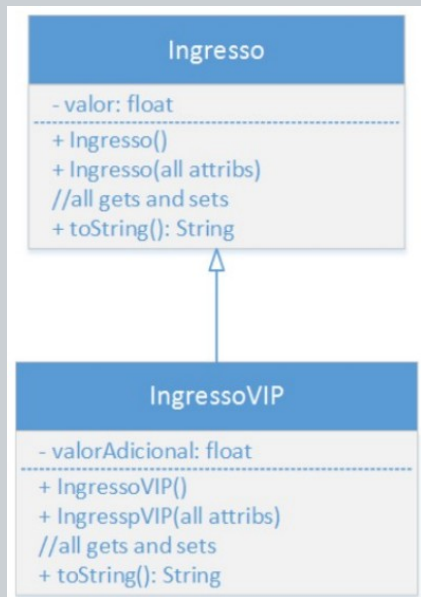 Ingresso
- valor: float
+ Ingresso()
+ Ingresso(all attribs)
//all gets and sets
+ toString(): String
IngressoVIP
- valorAdicional: float
+ IngressoVIP()
+ IngresspVIP(all attribs)
//all gets and sets
+ toString(): String